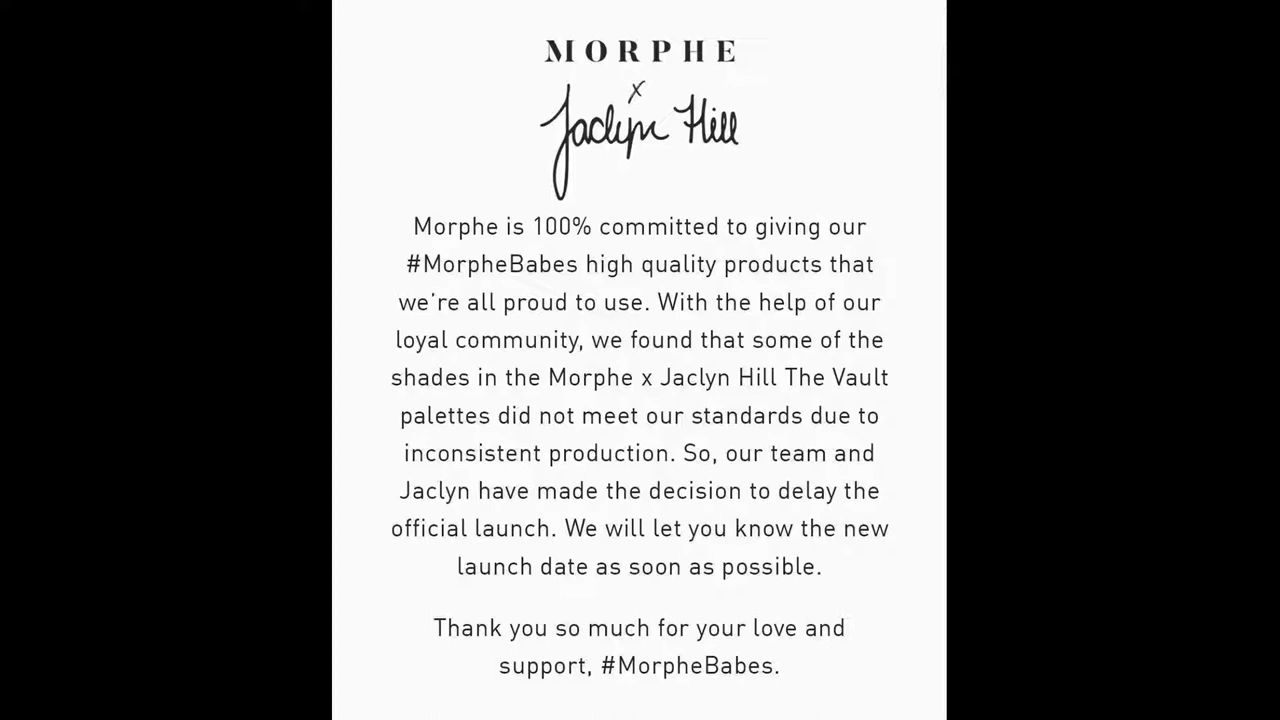 MORPHE
x
Jaclyn Hill
Morphe is 100% committed to giving our
#MorpheBabes high quality products that
we're all proud to use. With the help of our
loyal community, we found that some of the
shades in the Morphe x Jaclyn Hill The Vault
palettes did not meet our standards due to
inconsistent production. So, our team and
Jaclyn have made the decision to delay the
official launch. We will let you know the new
launch date as soon as possible.
Thank you so much for your love and
support, #MorpheBabes.